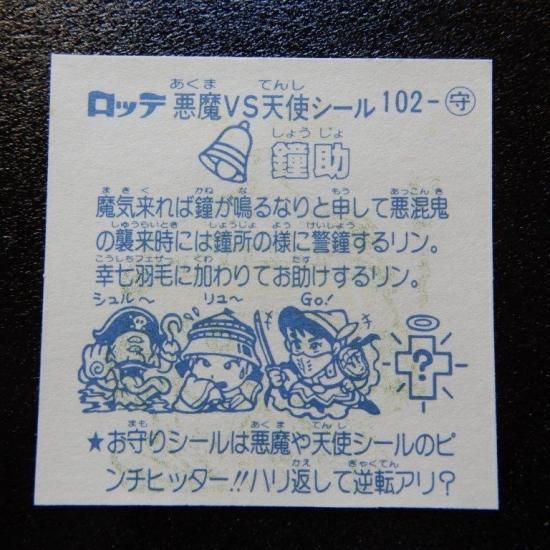 ロッテ 悪魔VS天使シール 102-守
あくま てんし
鐘助
しょうじょ
魔気来れば鐘が鳴るなりと申して悪混鬼
まきく かねな もう あっこんき
の襲来時には鐘所の様に警鐘するリン。
しゅうらいとき しょうじょ よう けいしょう
幸七羽毛に加わりてお助けするリン。
こうしちフェザー くわ たす
シュル〜 リュ〜 GO!
?
★お守りシールは悪魔や天使シールのピ
まも あくま てんし
ンチヒッター!!ハリ返して逆転アリ?
かえ ぎゃくてん